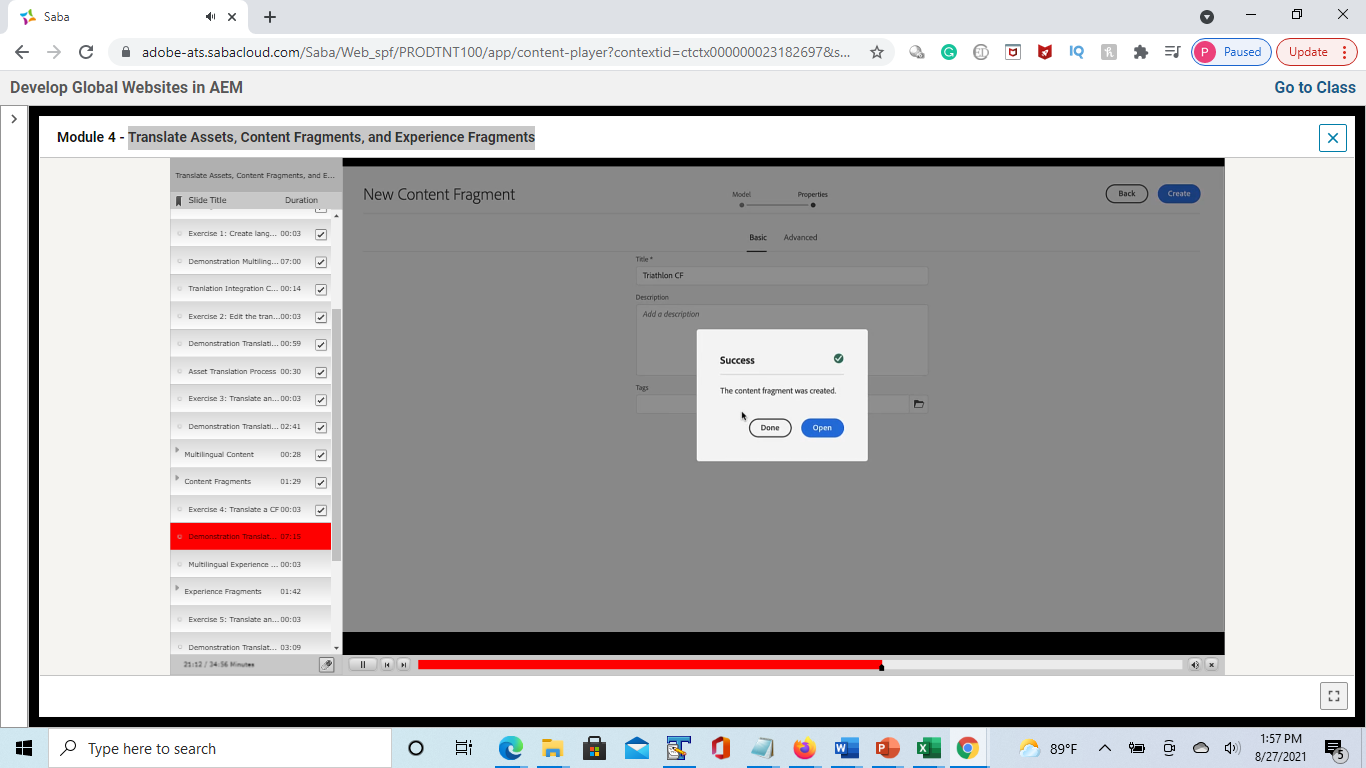 Saba
adobe-ats.sabacloud.com/Saba/Web_spf/PRODTNT100/app/content-player?contextid=ctctx000000023182697&s...
P Paused
Update
Develop Global Websites in AEM
Go to Class
Module 4 - Translate Assets, Content Fragments, and Experience Fragments
Translate Assets, Content Fragments, and E...
Slide Title Duration
Exercise 1: Create lang... 00:03
Demonstration Multiling... 07:00
Tranlation Integration C... 00:14
Exercise 2: Edit the tran... 00:03
Demonstration Translati... 00:59
Asset Translation Process 00:30
Exercise 3: Translate an... 00:03
Demonstration Translati... 02:41
Multilingual Content 00:28
Content Fragments 01:29
Exercise 4: Translate a CF 00:03
Demonstration Translat... 07:15
Multilingual Experience ... 00:03
Experience Fragments 01:42
Exercise 5: Translate an... 00:03
Demonstration Translat... 03:09
21:12 / 34:56 Minutes
New Content Fragment
Model Properties
Back Create
Basic Advanced
Title *
Triathlon CF
Description
Add a description
Tags
Success
The content fragment was created.
Done Open
Type here to search
89°F
1:57 PM
8/27/2021
5